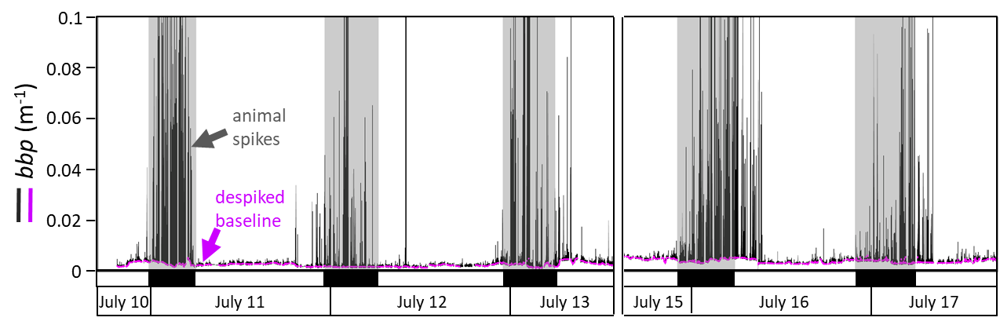 0.1
0.08
0.06
0.04
0.02
0
bbp (m⁻¹)
animal
spikes
despiked
baseline
July 10 July 11 July 12 July 13 July 15 July 16 July 17